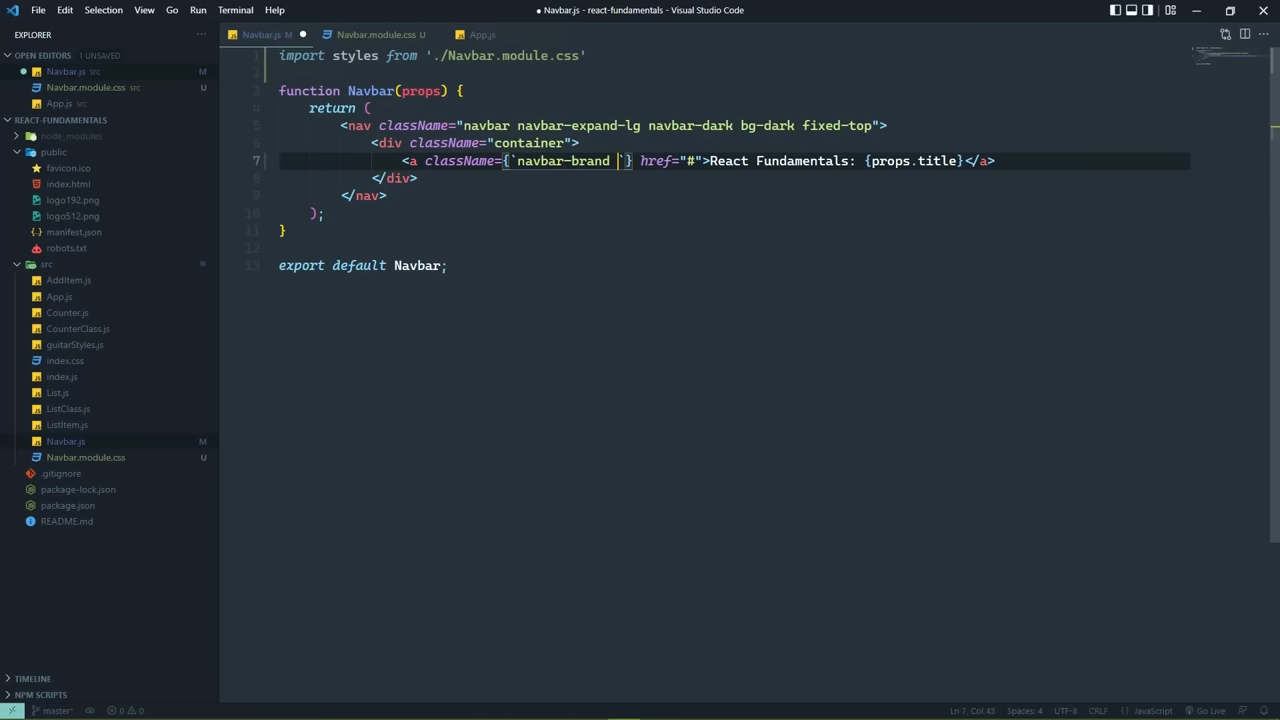 File Edit Selection View Go Run Terminal Help
● Navbar.js - react-fundamentals - Visual Studio Code
EXPLORER ...
OPEN EDITORS 1 UNSAVED
Navbar.js src M
Navbar.module.css src U
App.js src
REACT-FUNDAMENTALS
node_modules
public
favicon.ico
index.html
logo192.png
logo512.png
manifest.json
robots.txt
src
AddItem.js
App.js
Counter.js
CounterClass.js
guitarStyles.js
index.css
index.js
List.js
ListClass.js
ListItem.js
Navbar.js M
Navbar.module.css U
.gitignore
package-lock.json
package.json
README.md
TIMELINE
NPM SCRIPTS
Navbar.js M
Navbar.module.css U
App.js
1 import styles from './Navbar.module.css'
2
3 function Navbar(props) {
4 return (
5 <nav className="navbar navbar-expand-lg navbar-dark bg-dark fixed-top">
6 <div className="container">
7 <a className={`navbar-brand `} href="#">React Fundamentals: {props.title}</a>
8 </div>
9 </nav>
10 );
11 }
12
13 export default Navbar;
master* 0 0
Ln 7, Col 43 Spaces: 4 UTF-8 CRLF {} JavaScript Go Live